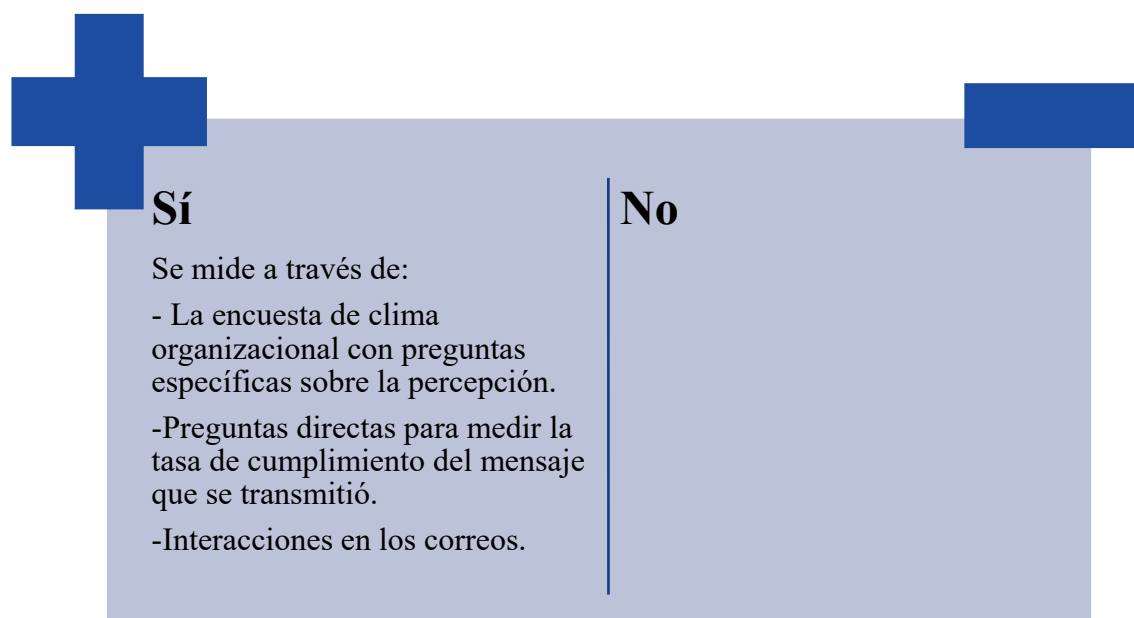 Sí
Se mide a través de:
- La encuesta de clima
organizacional con preguntas
específicas sobre la percepción.
-Preguntas directas para medir la
tasa de cumplimiento del mensaje
que se transmitió.
-Interacciones en los correos.
No